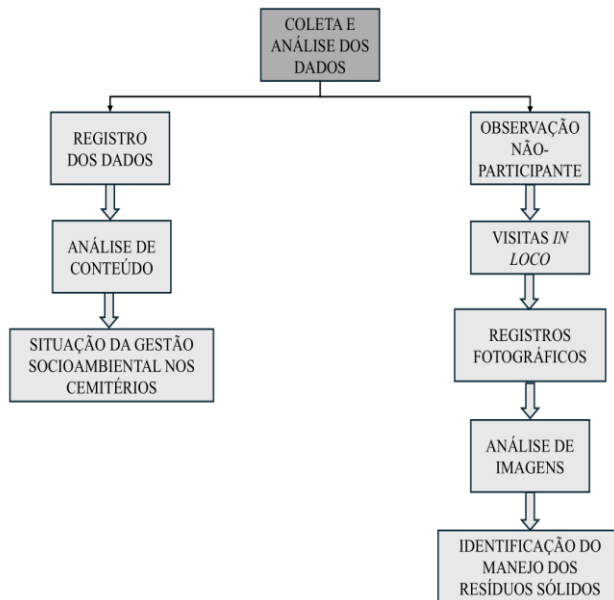 COLETA E
ANÁLISE DOS
DADOS
REGISTRO
DOS DADOS
ANÁLISE DE
CONTEÚDO
SITUAÇÃO DA GESTÃO
SOCIOAMBIENTAL NOS
CEMITÉRIOS
OBSERVAÇÃO
NÃO-
PARTICIPANTE
VISITAS IN
LOCO
REGISTROS
FOTOGRÁFICOS
ANÁLISE DE
IMAGENS
IDENTIFICAÇÃO DO
MANEJO DOS
RESÍDUOS SÓLIDOS